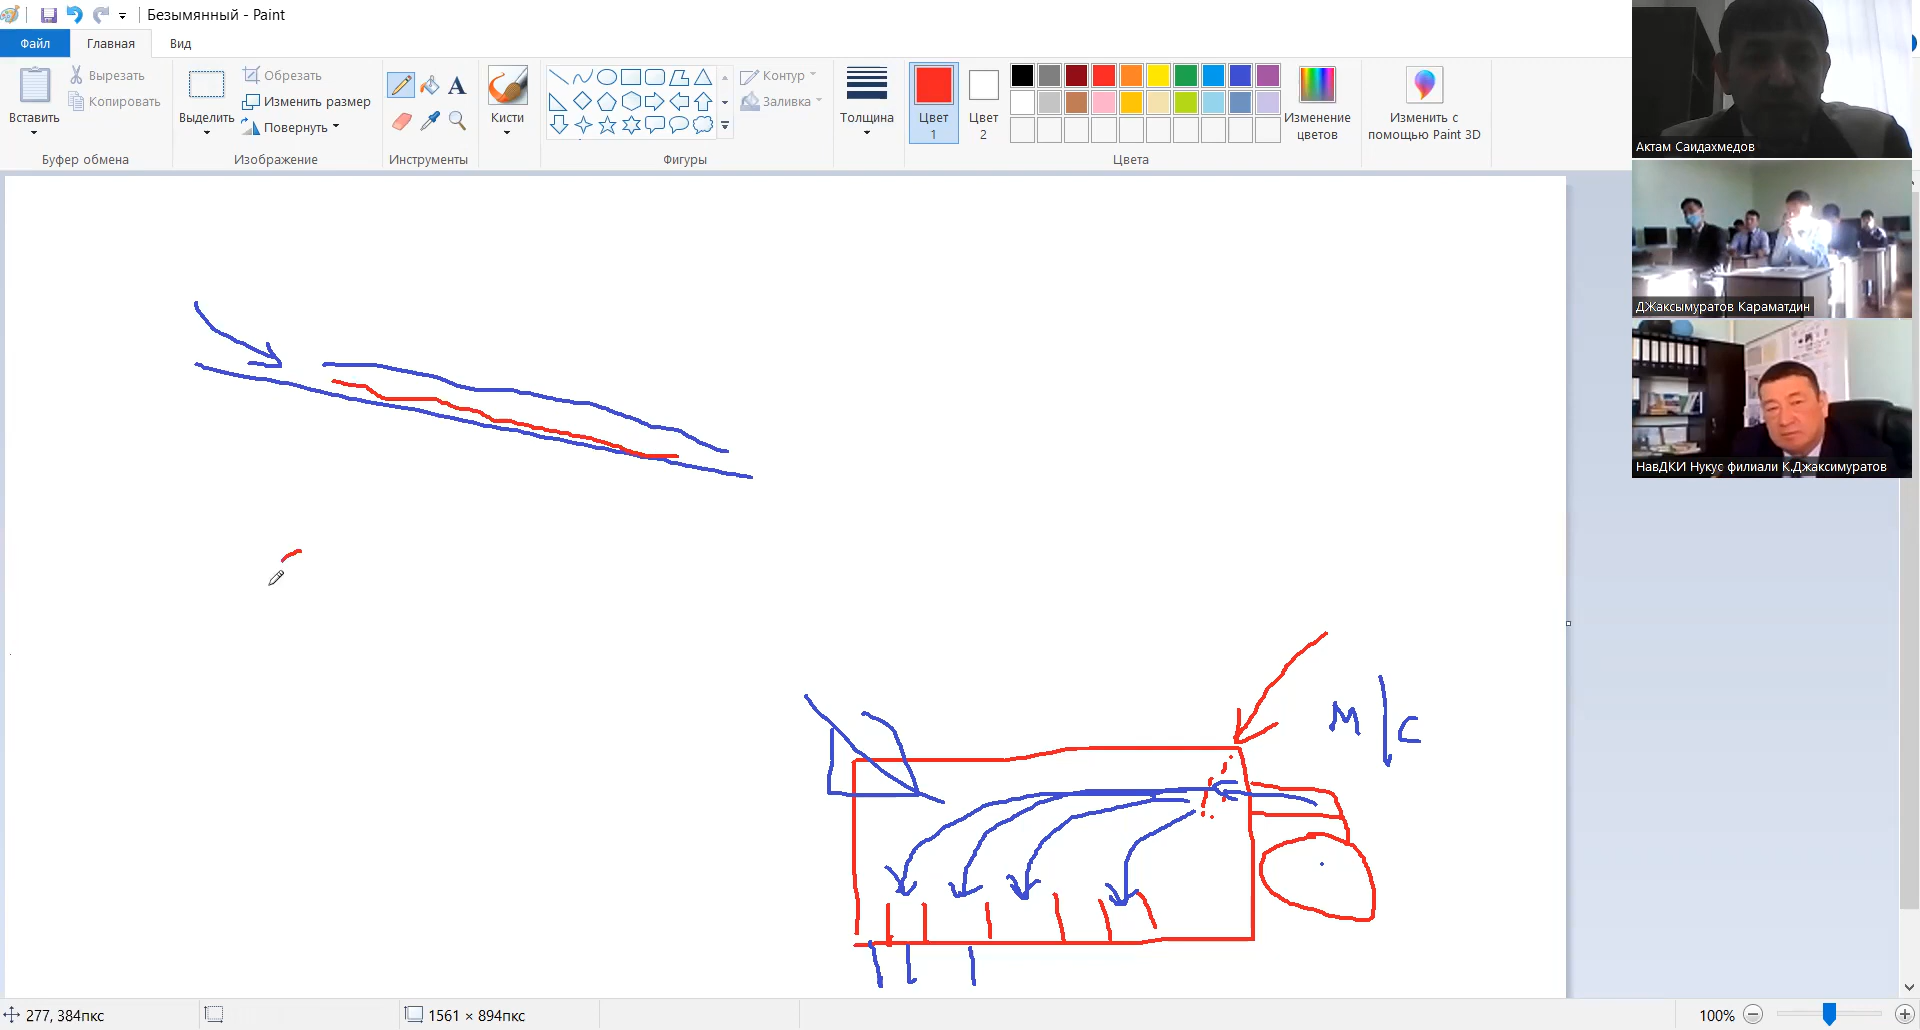 Безымянный - Paint
Файл
Главная
Вид
Вставить
Вырезать
Копировать
Буфер обмена
Выделить
Обрезать
Изменить размер
Повернуть
Изображение
Инструменты
Кисти
Контур
Заливка
Фигуры
Толщина
Цвет
1
Цвет
2
Изменение
цветов
Цвета
Изменить с
помощью Paint 3D
Актам Саидахмедов
ДЖаксымуратов Караматдин
НавДКИ Нукус филиали К.Джаксимуратов
М/С
277, 384пкс
1561 × 894пкс
100%